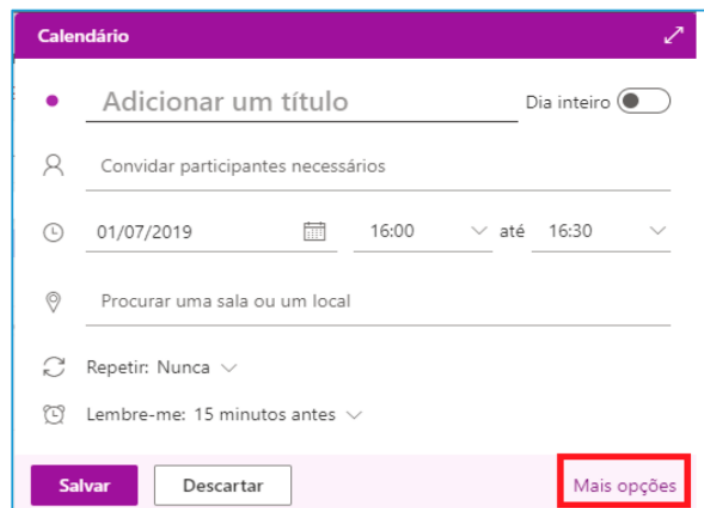 Calendário
Adicionar um título Dia inteiro
Convidar participantes necessários
01/07/2019 16:00 até 16:30
Procurar uma sala ou um local
Repetir: Nunca
Lembre-me: 15 minutos antes
Salvar Descartar Mais opções